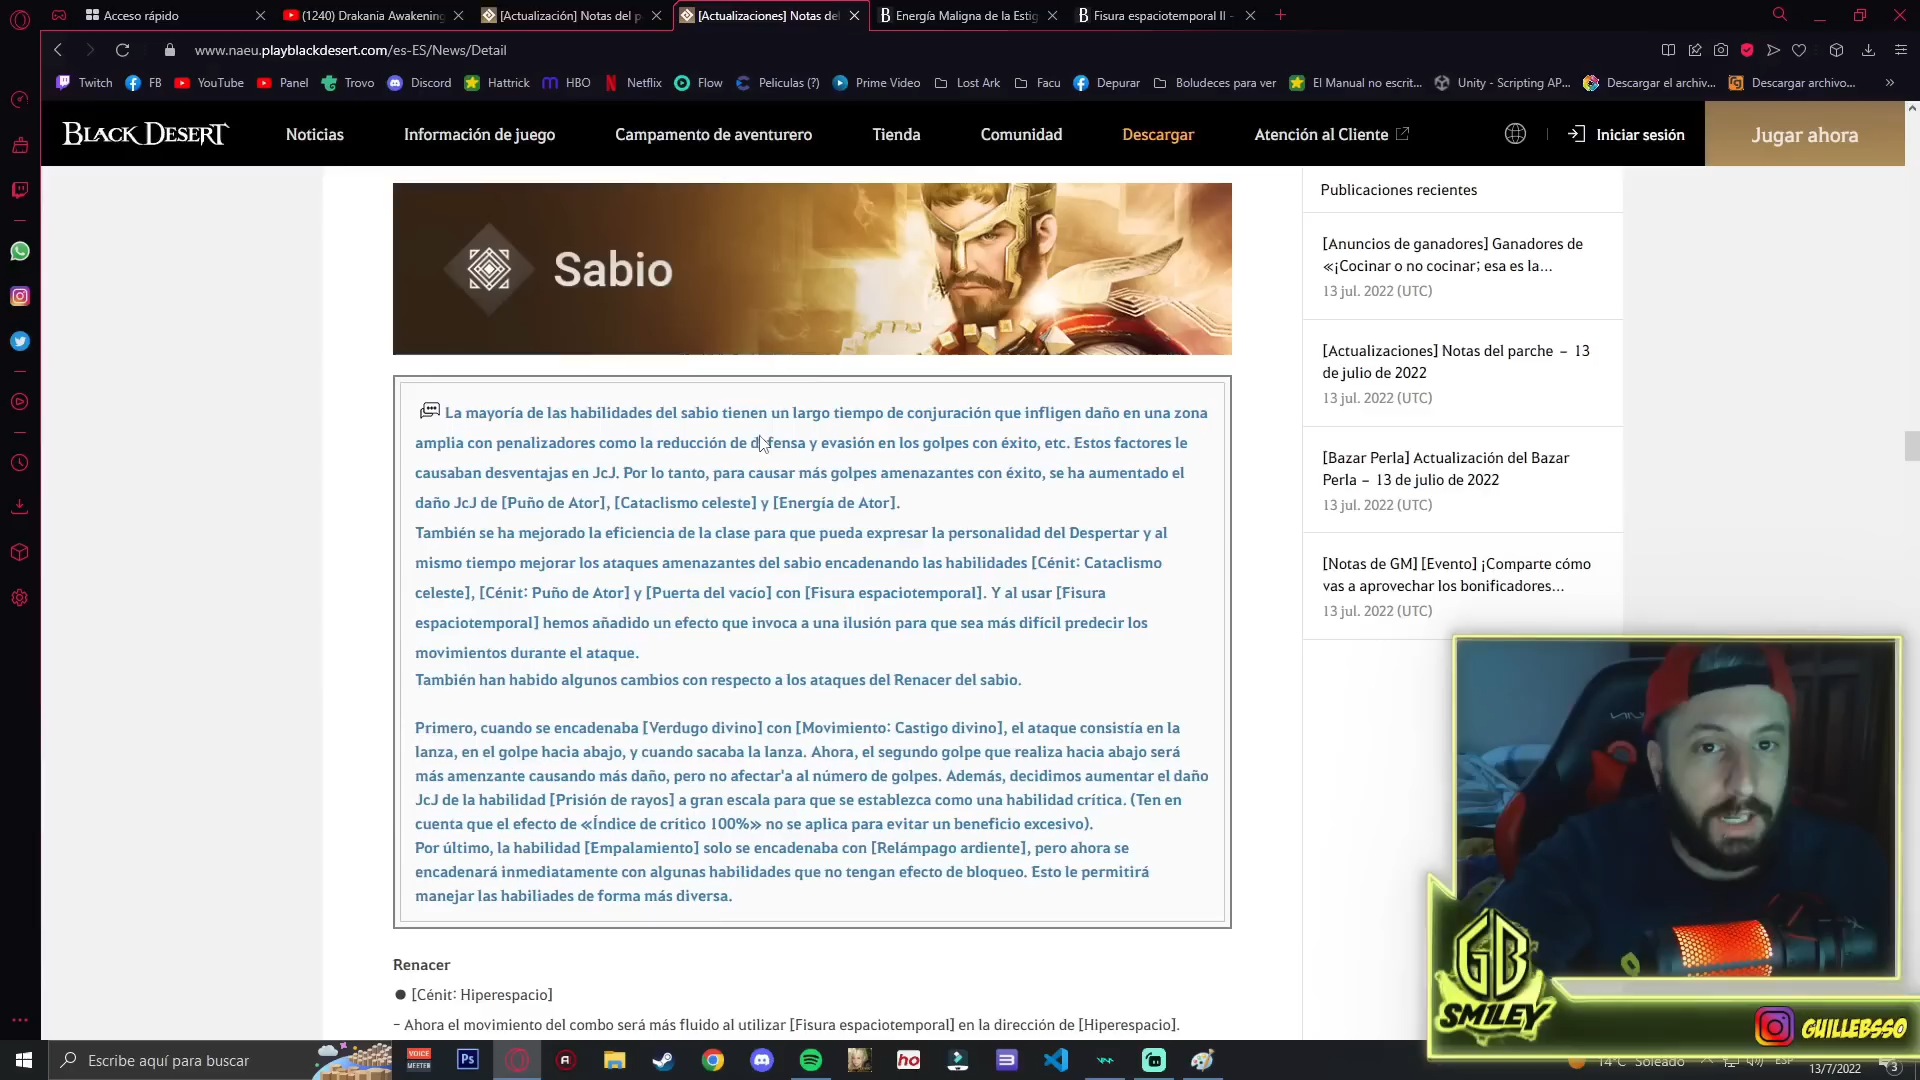 Acceso rápido
(1240) Drakania Awakening
[Actualización] Notas del p
[Actualizaciones] Notas del
Energía Maligna de la Estig
Fisura espaciotemporal II -
www.naeu.playblackdesert.com/es-ES/News/Detail
Twitch
FB
YouTube
Panel
Trovo
Discord
Hattrick
HBO
Netflix
Flow
Peliculas (?)
Prime Video
Lost Ark
Facu
Depurar
Boludeces para ver
El Manual no escrit...
Unity - Scripting AP...
Descargar el archiv...
Descargar archivo...
BLACK DESERT
Noticias
Información de juego
Campamento de aventurero
Tienda
Comunidad
Descargar
Atención al Cliente
Iniciar sesión
Jugar ahora
Sabio
La mayoría de las habilidades del sabio tienen un largo tiempo de conjuración que infligen daño en una zona
amplia con penalizadores como la reducción de defensa y evasión en los golpes con éxito, etc. Estos factores le
causaban desventajas en JcJ. Por lo tanto, para causar más golpes amenazantes con éxito, se ha aumentado el
daño JcJ de [Puño de Ator], [Cataclismo celeste] y [Energía de Ator].
También se ha mejorado la eficiencia de la clase para que pueda expresar la personalidad del Despertar y al
mismo tiempo mejorar los ataques amenazantes del sabio encadenando las habilidades [Cénit: Cataclismo
celeste], [Cénit: Puño de Ator] y [Puerta del vacío] con [Fisura espaciotemporal]. Y al usar [Fisura
espaciotemporal] hemos añadido un efecto que invoca a una ilusión para que sea más difícil predecir los
movimientos durante el ataque.
También han habido algunos cambios con respecto a los ataques del Renacer del sabio.
Primero, cuando se encadenaba [Verdugo divino] con [Movimiento: Castigo divino], el ataque consistía en la
lanza, en el golpe hacia abajo, y cuando sacaba la lanza. Ahora, el segundo golpe que realiza hacia abajo será
más amenzante causando más daño, pero no afectar'a al número de golpes. Además, decidimos aumentar el daño
JcJ de la habilidad [Prisión de rayos] a gran escala para que se establezca como una habilidad crítica. (Ten en
cuenta que el efecto de «Índice de crítico 100%» no se aplica para evitar un beneficio excesivo).
Por último, la habilidad [Empalamiento] solo se encadenaba con [Relámpago ardiente], pero ahora se
encadenará inmediatamente con algunas habilidades que no tengan efecto de bloqueo. Esto le permitirá
manejar las habiliades de forma más diversa.
Renacer
● [Cénit: Hiperespacio]
– Ahora el movimiento del combo será más fluido al utilizar [Fisura espaciotemporal] en la dirección de [Hiperespacio].
Publicaciones recientes
[Anuncios de ganadores] Ganadores de
«¡Cocinar o no cocinar; esa es la...
13 jul. 2022 (UTC)
[Actualizaciones] Notas del parche – 13
de julio de 2022
13 jul. 2022 (UTC)
[Bazar Perla] Actualización del Bazar
Perla – 13 de julio de 2022
13 jul. 2022 (UTC)
[Notas de GM] [Evento] ¡Comparte cómo
vas a aprovechar los bonificadores...
13 jul. 2022 (UTC)
GB
SMILEY
GUILLEBSSO
Escribe aquí para buscar
VOICE
MEETER
Ps
ho
14°C Soleado
ESP
13/7/2022
3